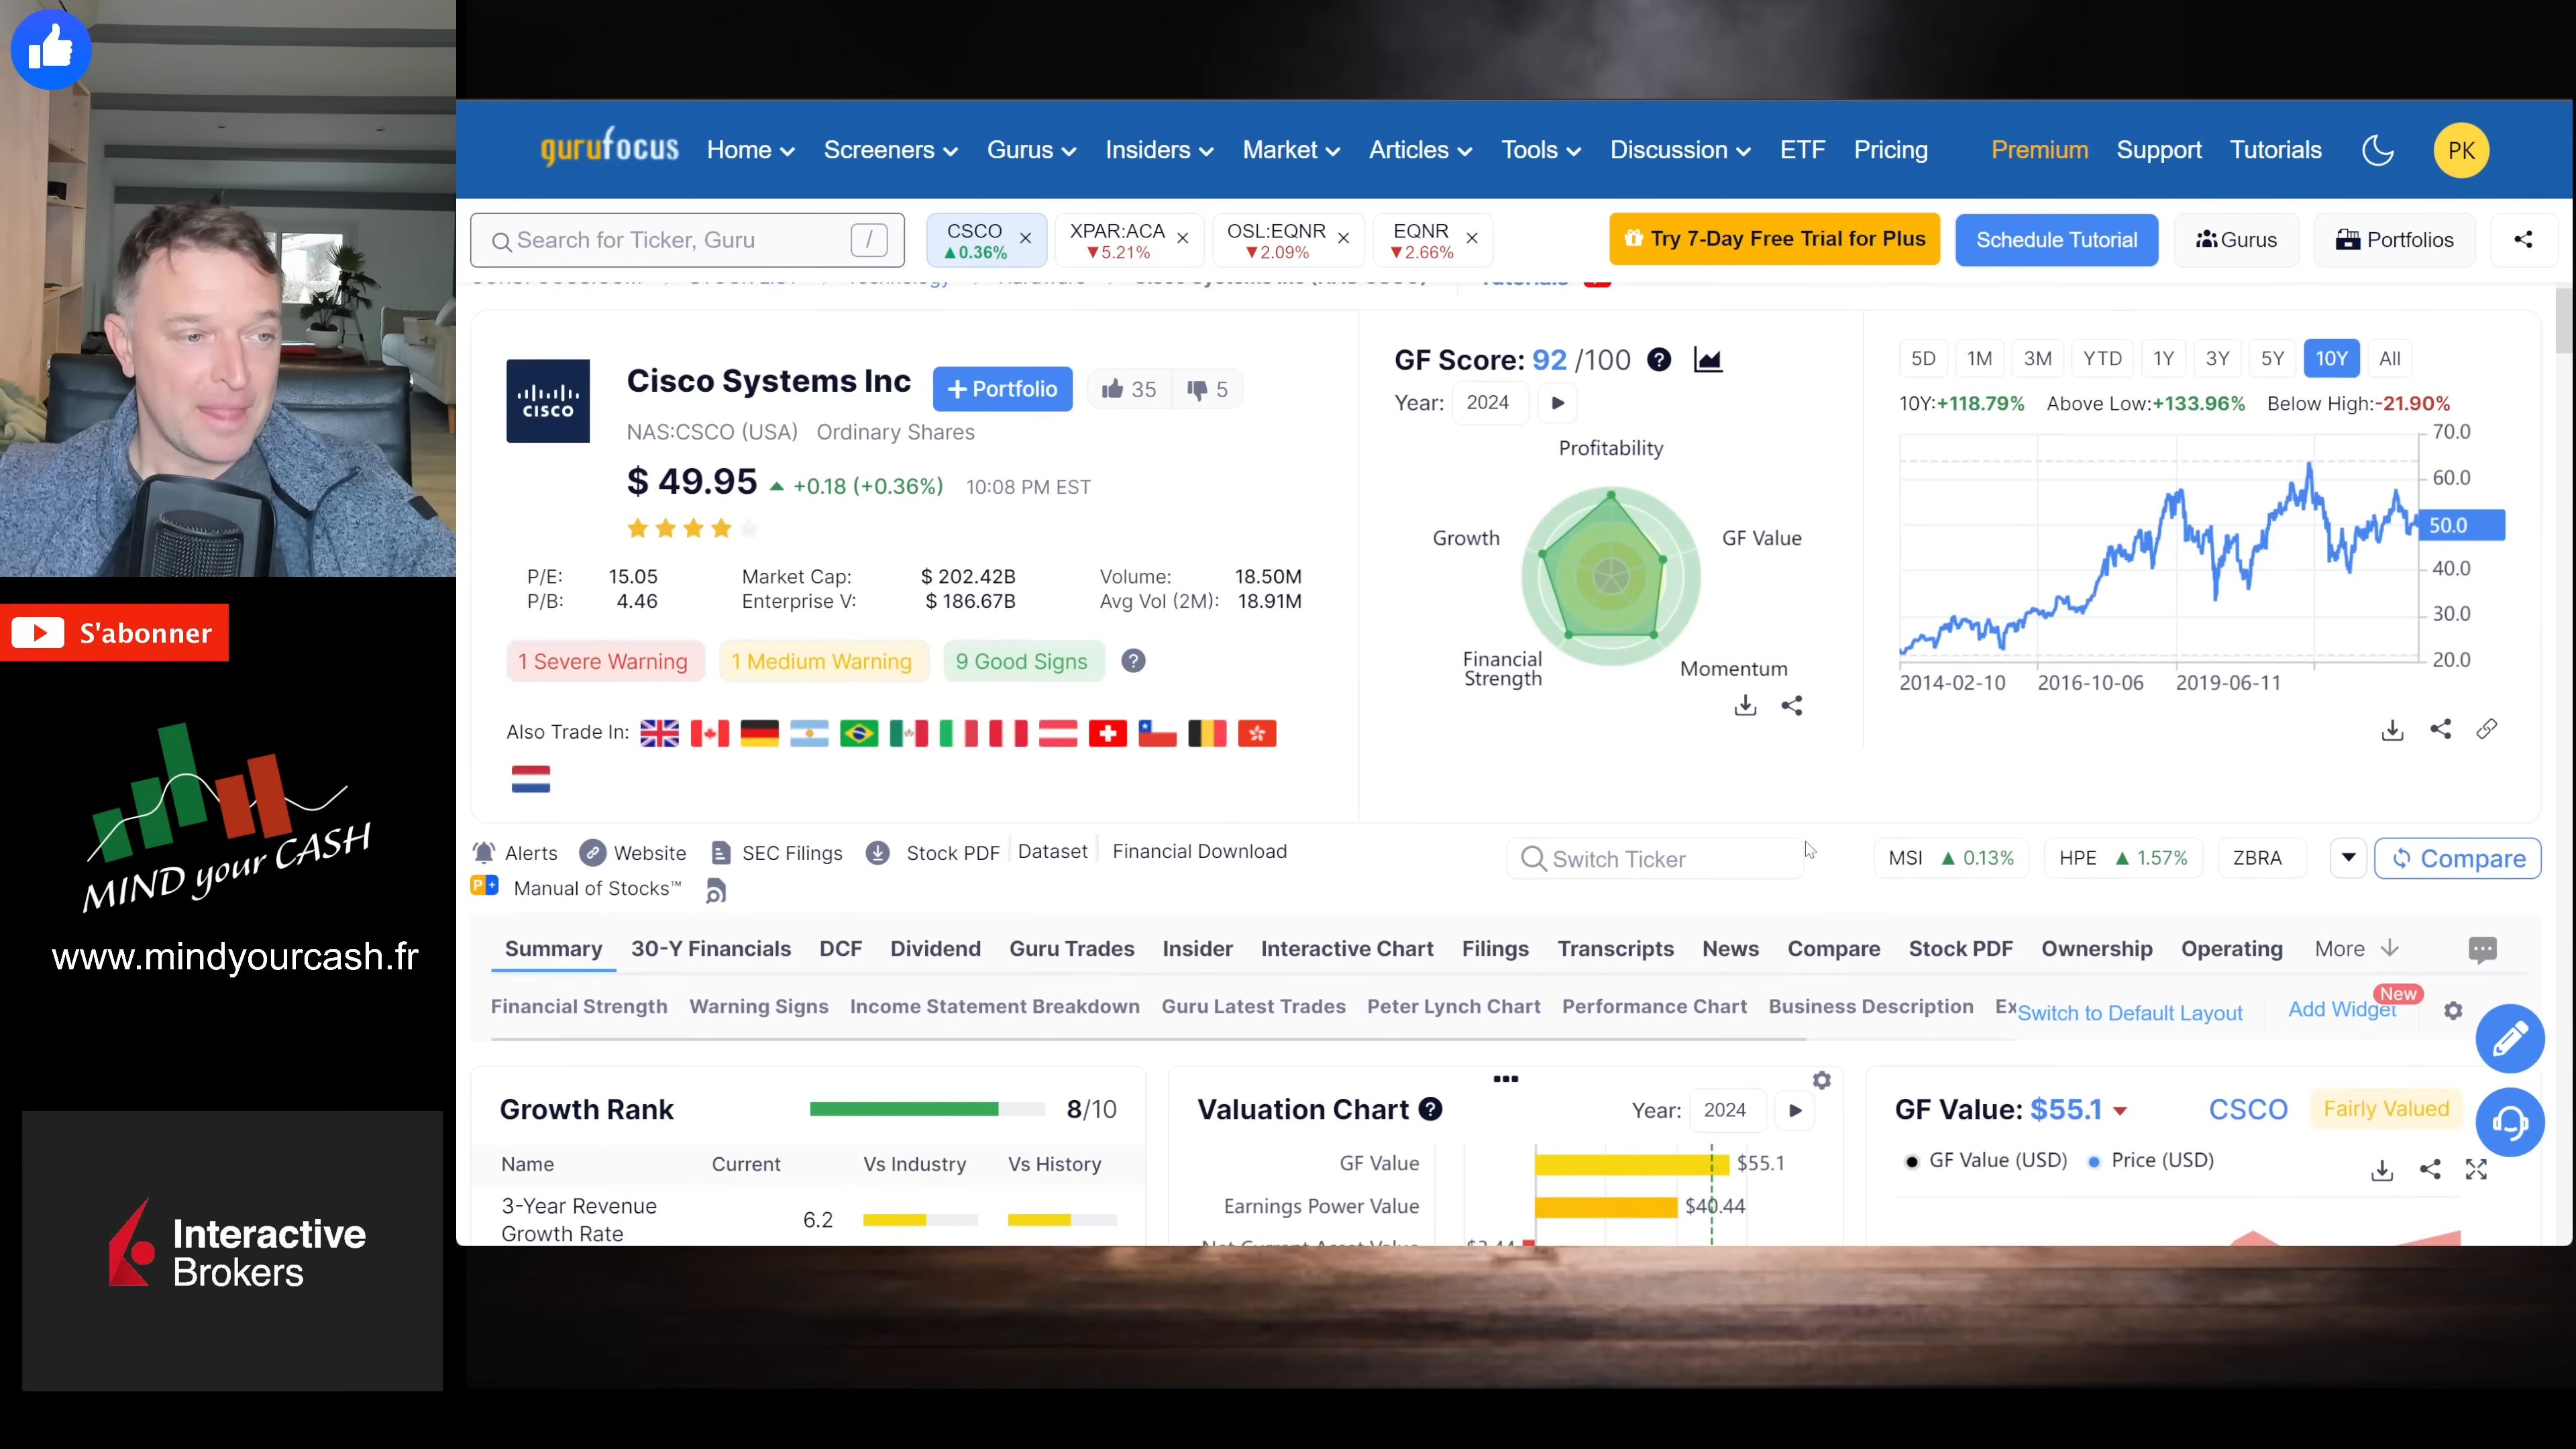 gurufocus Home Screeners Gurus Insiders Market Articles Tools Discussion ETF Pricing Premium Support Tutorials PK
Search for Ticker, Guru / CSCO XPAR:ACA OSL:EQNR EQNR Try 7-Day Free Trial for Plus Schedule Tutorial Gurus Portfolios
▲0.36% ▼5.21% ▼2.09% ▼2.66%
CISCO
Cisco Systems Inc + Portfolio 35 5
NAS:CSCO (USA) Ordinary Shares
$ 49.95 +0.18 (+0.36%) 10:08 PM EST
P/E: 15.05 Market Cap: $ 202.42B Volume: 18.50M
P/B: 4.46 Enterprise V: $ 186.67B Avg Vol (2M): 18.91M
1 Severe Warning 1 Medium Warning 9 Good Signs ?
Also Trade In:
GF Score: 92 /100 ?
Year: 2024
Profitability
Growth GF Value
Financial
Strength
Momentum
5D 1M 3M YTD 1Y 3Y 5Y 10Y All
10Y:+118.79% Above Low:+133.96% Below High:-21.90%
70.0
60.0
50.0
40.0
30.0
20.0
2014-02-10 2016-10-06 2019-06-11
Alerts Website SEC Filings Stock PDF Dataset Financial Download
P+ Manual of Stocks™
Switch Ticker MSI ▲ 0.13% HPE ▲ 1.57% ZBRA Compare
Summary 30-Y Financials DCF Dividend Guru Trades Insider Interactive Chart Filings Transcripts News Compare Stock PDF Ownership Operating More
Financial Strength Warning Signs Income Statement Breakdown Guru Latest Trades Peter Lynch Chart Performance Chart Business Description Ex Switch to Default Layout Add Widget New
Growth Rank 8/10
Name Current Vs Industry Vs History
3-Year Revenue
Growth Rate
6.2
Valuation Chart ? Year: 2024
GF Value $55.1
Earnings Power Value $40.44
GF Value: $55.1 CSCO Fairly Valued
GF Value (USD) Price (USD)
S'abonner
MIND your CASH
www.mindyourcash.fr
Interactive
Brokers